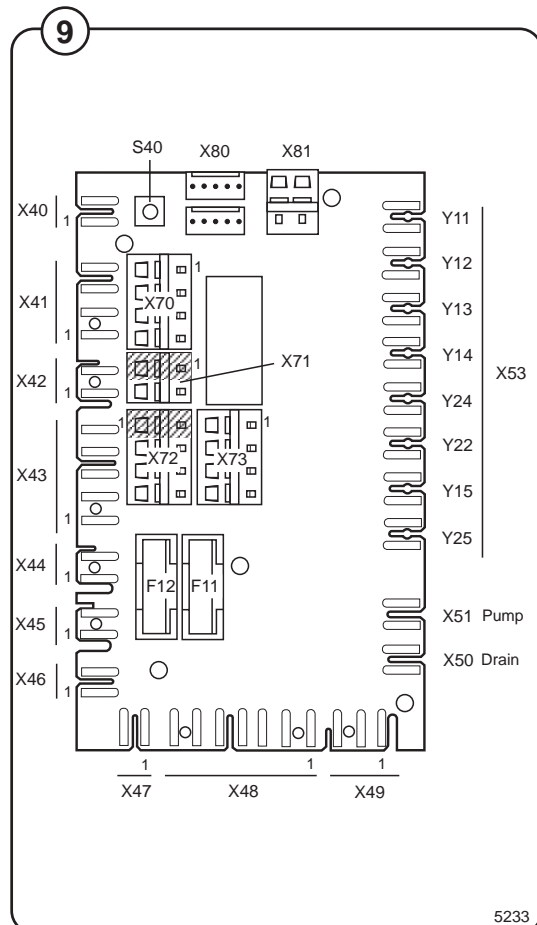 9
S40 X80 X81
X40
1
Y11
Y12
X41
1
X70
1
Y13
X42
1
1
X71
Y14
X53
Y24
X43
1
1
X72
X73
1
Y22
Y15
X44
1
F12 F11
Y25
X45
1
X51 Pump
X46
1
X50 Drain
1 1 1
X47 X48 X49
5233